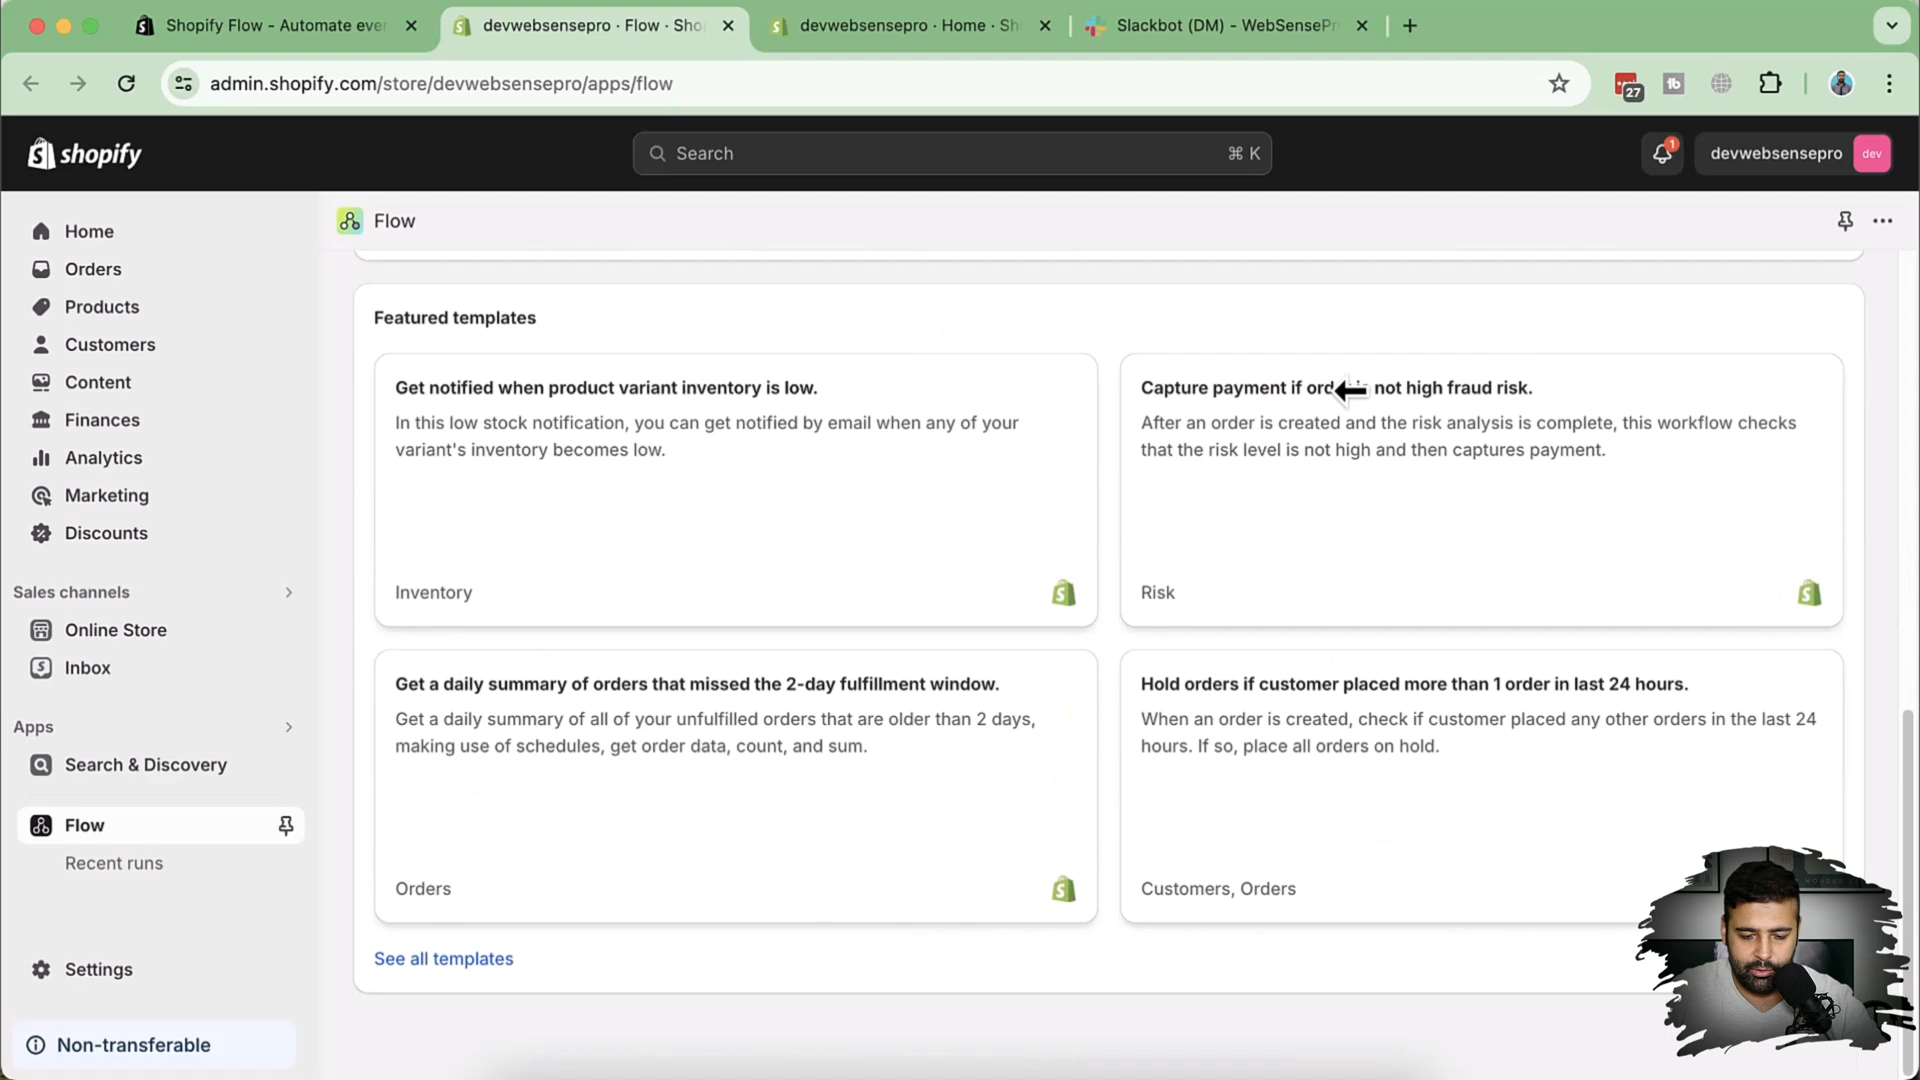 Shopify Flow - Automate ever
devwebsensepro · Flow · Sho
devwebsensepro · Home · Sh
Slackbot (DM) - WebSensePr
admin.shopify.com/store/devwebsensepro/apps/flow
27
tb
shopify
Search
⌘ K
1
devwebsensepro
dev
Flow
Home
Orders
Products
Customers
Content
Finances
Analytics
Marketing
Discounts
Sales channels
Online Store
Inbox
Apps
Search & Discovery
Flow
Recent runs
Settings
Non-transferable
Featured templates
Get notified when product variant inventory is low.
In this low stock notification, you can get notified by email when any of your
variant's inventory becomes low.
Inventory
Capture payment if not high fraud risk.
After an order is created and the risk analysis is complete, this workflow checks
that the risk level is not high and then captures payment.
Risk
Get a daily summary of orders that missed the 2-day fulfillment window.
Get a daily summary of all of your unfulfilled orders that are older than 2 days,
making use of schedules, get order data, count, and sum.
Orders
Hold orders if customer placed more than 1 order in last 24 hours.
When an order is created, check if customer placed any other orders in the last 24
hours. If so, place all orders on hold.
Customers, Orders
See all templates